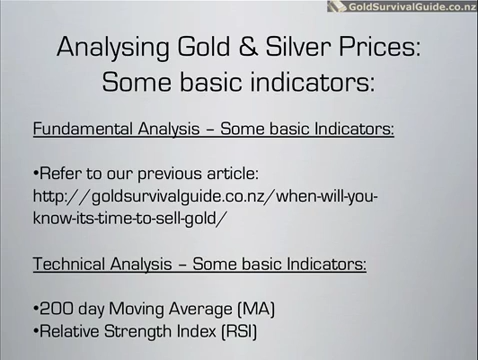 GoldSurvivalGuide.co.nz
Analysing Gold & Silver Prices:
Some basic indicators:
Fundamental Analysis – Some basic Indicators:
•Refer to our previous article:
http://goldsurvivalguide.co.nz/when-will-you-
know-its-time-to-sell-gold/
Technical Analysis – Some basic Indicators:
•200 day Moving Average (MA)
•Relative Strength Index (RSI)